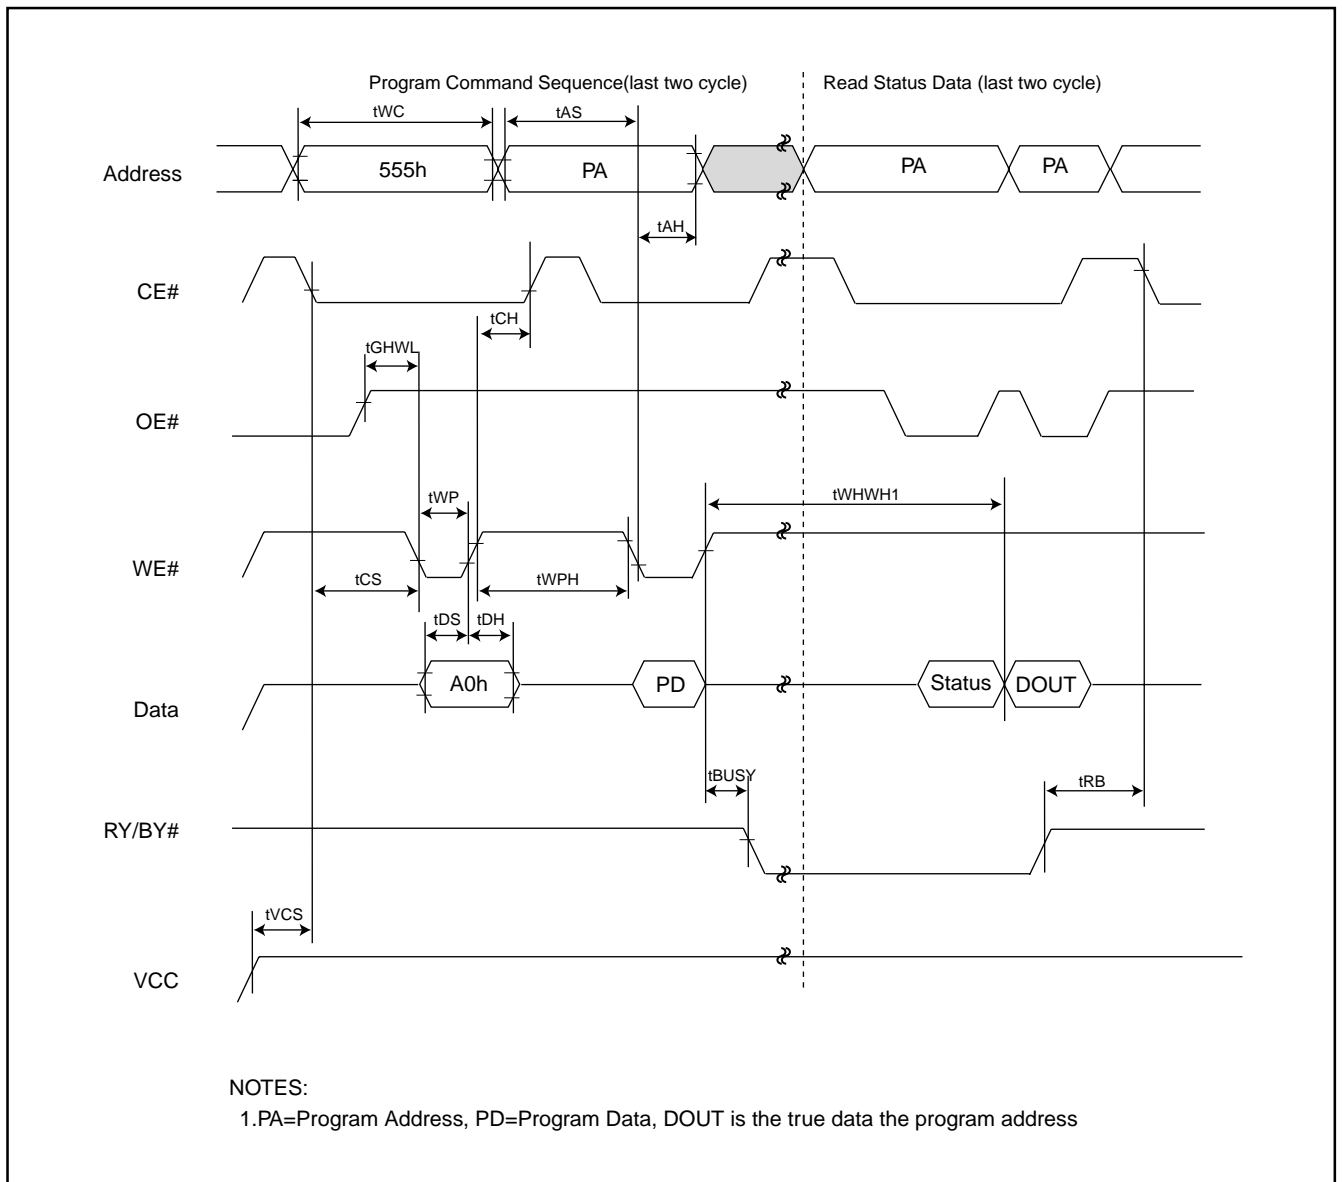 Program Command Sequence(last two cycle)
Read Status Data (last two cycle)
tWC
tAS
Address
555h
PA
PA
PA
tAH
CE#
tCH
tGHWL
OE#
tWP
tWHWH1
WE#
tCS
tWPH
tDS
tDH
Data
A0h
PD
Status
DOUT
tBUSY
tRB
RY/BY#
tVCS
VCC
NOTES:
1.PA=Program Address, PD=Program Data, DOUT is the true data the program address